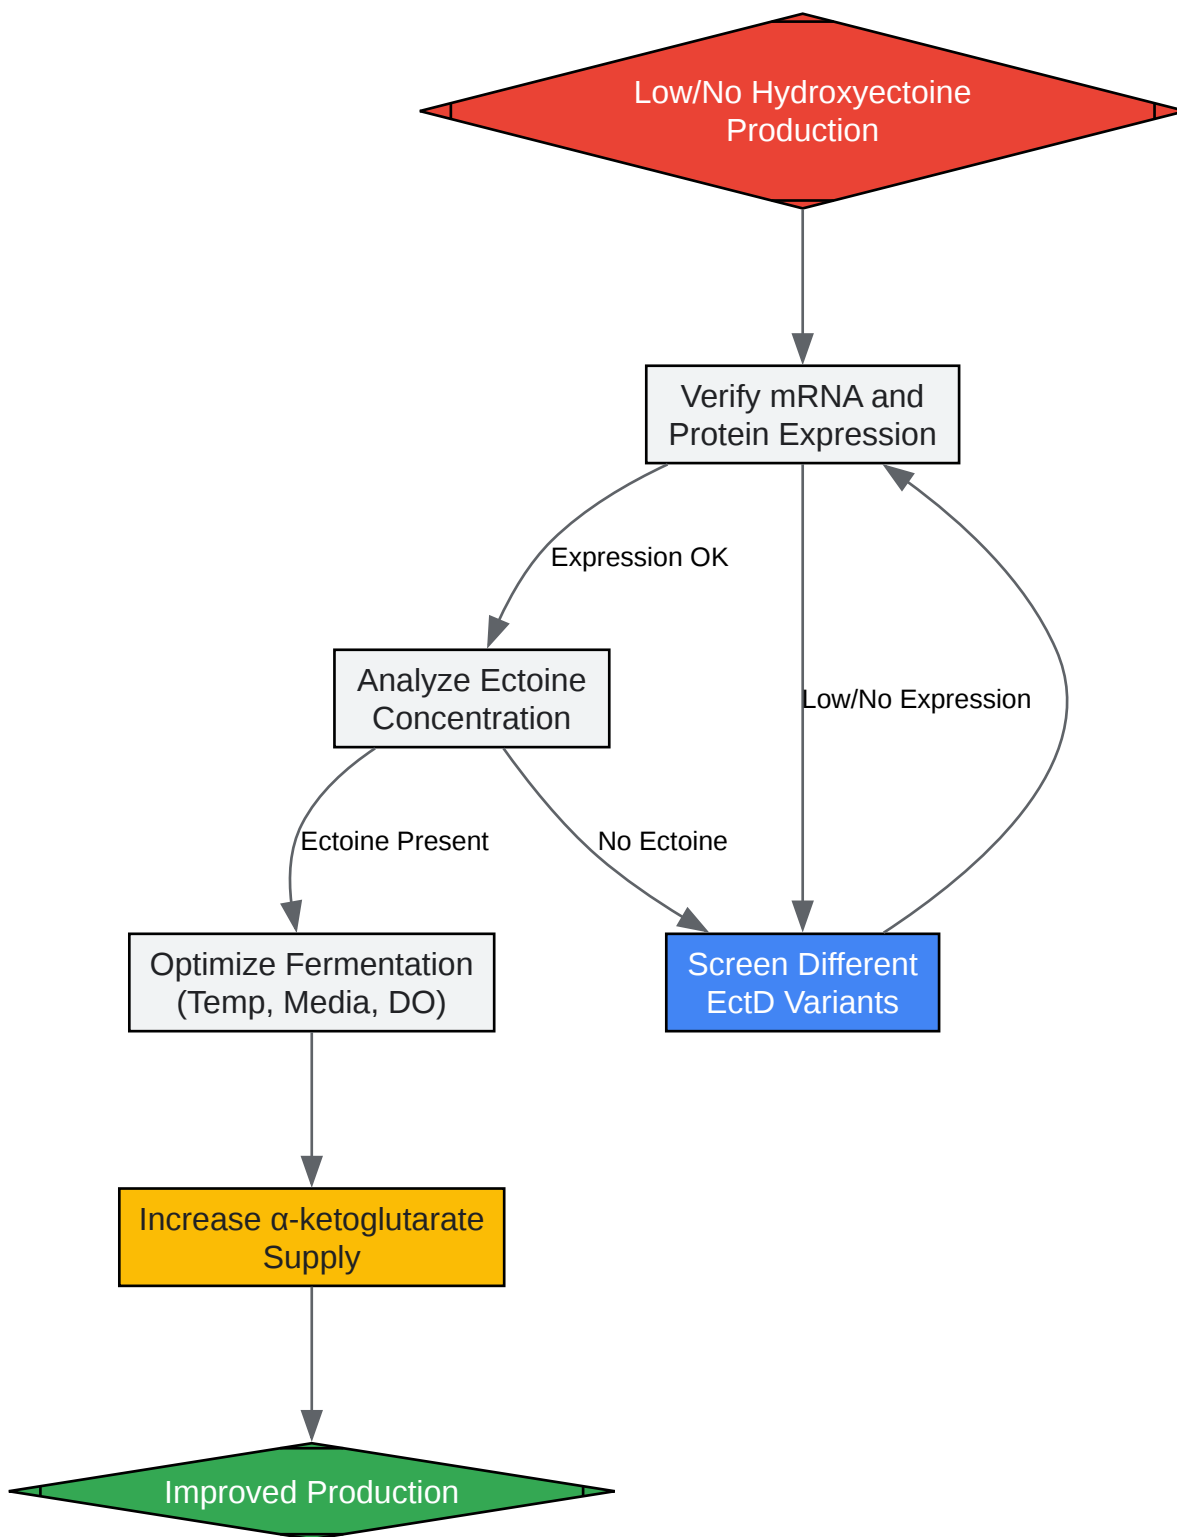 Low/No Hydroxyectoine
Production
Verify mRNA and
Protein Expression
Expression OK
Analyze Ectoine
Concentration
Low/No Expression
Ectoine Present
No Ectoine
Optimize Fermentation
(Temp, Media, DO)
Screen Different
EctD Variants
Increase α-ketoglutarate
Supply
Improved Production